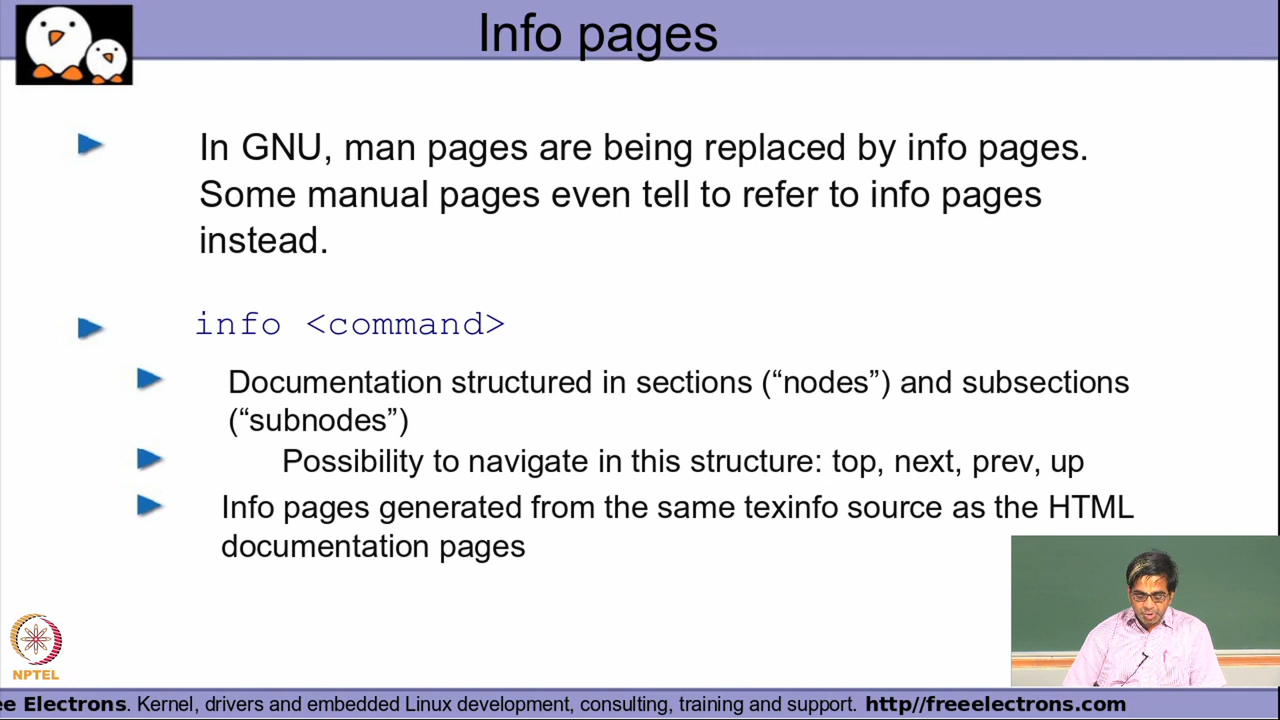 Info pages
In GNU, man pages are being replaced by info pages.
Some manual pages even tell to refer to info pages
instead.
info <command>
Documentation structured in sections (“nodes”) and subsections
(“subnodes”)
Possibility to navigate in this structure: top, next, prev, up
Info pages generated from the same texinfo source as the HTML
documentation pages
NPTEL
ee Electrons. Kernel, drivers and embedded Linux development, consulting, training and support. http//freeelectrons.com